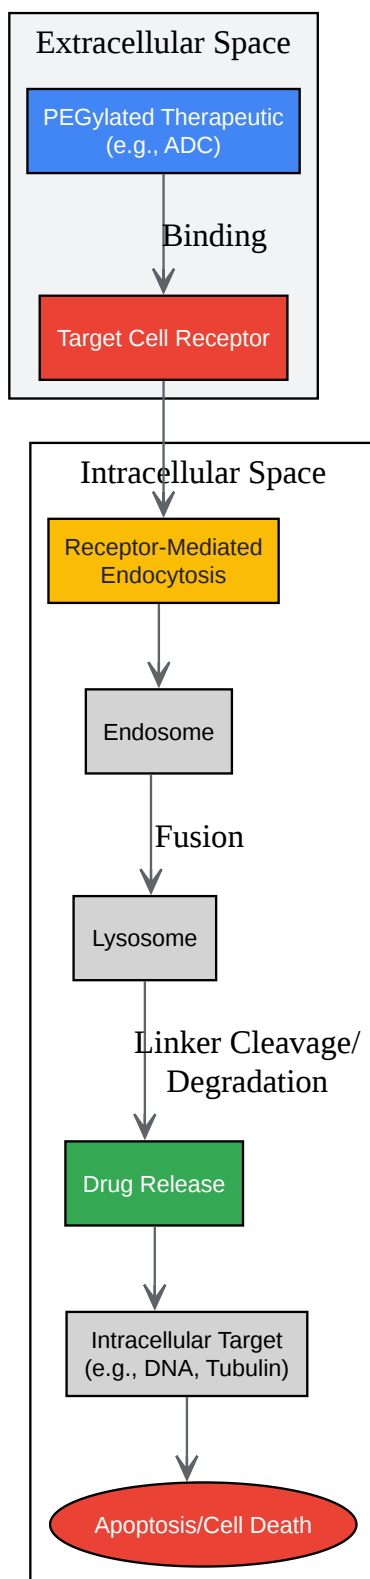 Extracellular Space
PEGylated Therapeutic
(e.g., ADC)
Binding
Target Cell Receptor
Intracellular Space
Receptor-Mediated
Endocytosis
Endosome
Fusion
Lysosome
Linker Cleavage/
Degradation
Drug Release
Intracellular Target
(e.g., DNA, Tubulin)
Apoptosis/Cell Death